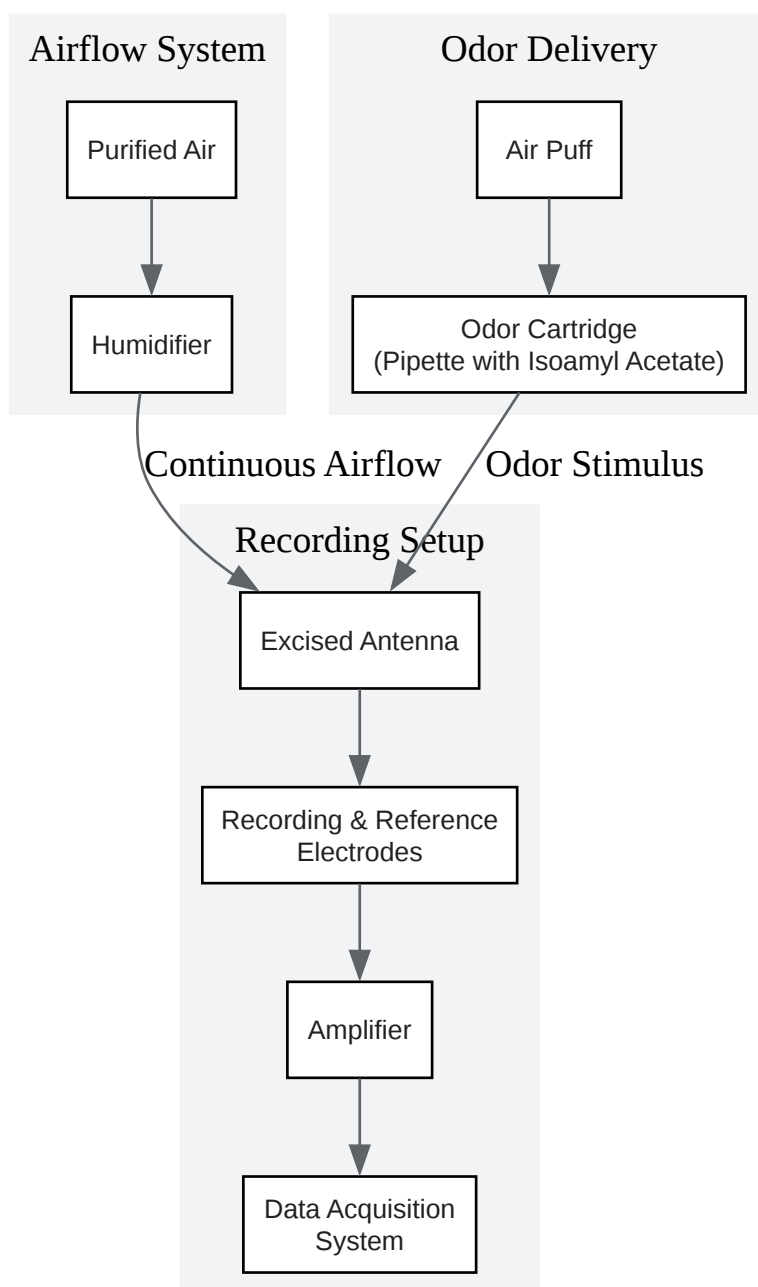 Airflow System
Odor Delivery
Purified Air
Air Puff
Humidifier
Odor Cartridge
(Pipette with Isoamyl Acetate)
Continuous Airflow
Odor Stimulus
Recording Setup
Excised Antenna
Recording & Reference
Electrodes
Amplifier
Data Acquisition
System